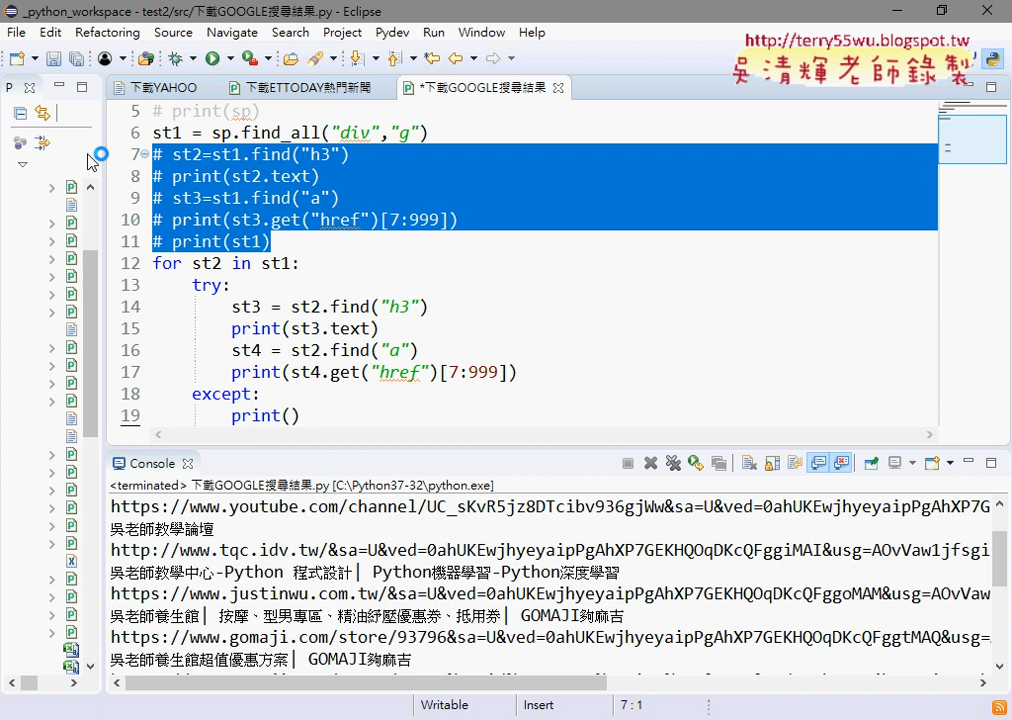 _python_workspace - test2/src/下載GOOGLE搜尋結果.py - Eclipse
File Edit Refactoring Source Navigate Search Project Pydev Run Window Help
http://terry55wu.blogspot.tw
吳清輝老師錄製
P
下載YAHOO
下載ETTODAY熱門新聞
*下載GOOGLE搜尋結果
5 # print(sp)
6 st1 = sp.find_all("div","g")
7 # st2=st1.find("h3")
8 # print(st2.text)
9 # st3=st1.find("a")
10 # print(st3.get("href")[7:999])
11 # print(st1)
12 for st2 in st1:
13 try:
14 st3 = st2.find("h3")
15 print(st3.text)
16 st4 = st2.find("a")
17 print(st4.get("href")[7:999])
18 except:
19 print()
Console
<terminated> 下載GOOGLE搜尋結果.py [C:\Python37-32\python.exe]
https://www.youtube.com/channel/UC_sKvR5jz8DTcibv936gjWw&sa=U&ved=0ahUKEwjhyeyaipPgAhXP7G
吳老師教學論壇
http://www.tqc.idv.tw/&sa=U&ved=0ahUKEwjhyeyaipPgAhXP7GEKHQOqDKcQFggiMAI&usg=AOvVaw1jfsgi
吳老師教學中心-Python 程式設計| Python機器學習-Python深度學習
https://www.justinwu.com.tw/&sa=U&ved=0ahUKEwjhyeyaipPgAhXP7GEKHQOqDKcQFggoMAM&usg=AOvVaw
吳老師養生館| 按摩、型男專區、精油紓壓優惠券、抵用券| GOMAJI夠麻吉
https://www.gomaji.com/store/93796&sa=U&ved=0ahUKEwjhyeyaipPgAhXP7GEKHQOqDKcQFggtMAQ&usg=
吳老師養生館超值優惠方案| GOMAJI夠麻吉
Writable Insert 7 : 1